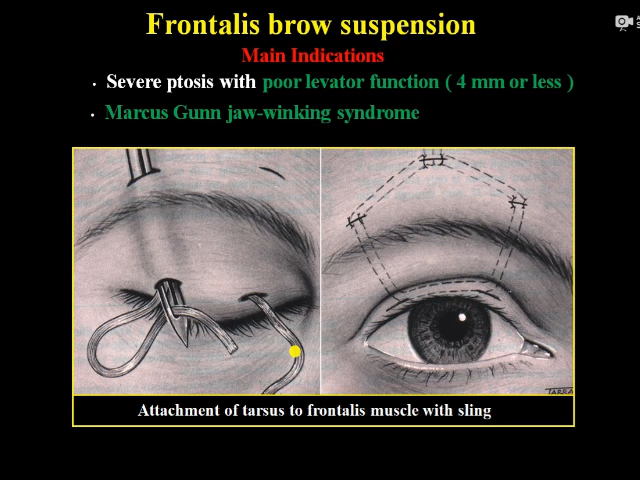 Frontalis brow suspension
Main Indications
· Severe ptosis with poor levator function ( 4 mm or less )
· Marcus Gunn jaw-winking syndrome
TARRA
Attachment of tarsus to frontalis muscle with sling